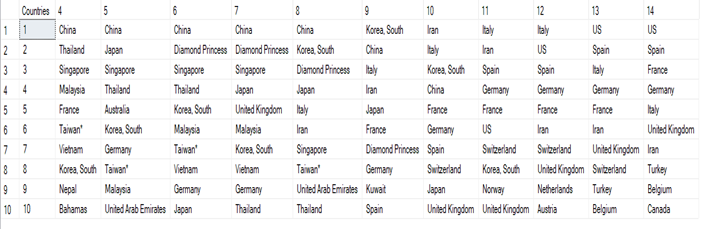 Countries 4 5 6 7 8 9 10 11 12 13 14
1 1 China China China China China Korea, South Iran Italy Italy US US
2 2 Thailand Japan Diamond Princess Diamond Princess Korea, South China Italy Iran US Spain Spain
3 3 Singapore Singapore Singapore Singapore Diamond Princess Italy Korea, South Spain Spain Italy France
4 4 Malaysia Thailand Thailand Japan Japan Iran China Germany Germany Germany Germany
5 5 France Australia Korea, South United Kingdom Italy Japan France France France France Italy
6 6 Taiwan* Korea, South Malaysia Malaysia Iran France Germany US Iran Iran United Kingdom
7 7 Vietnam Germany Taiwan* Korea, South Singapore Diamond Princess Spain Switzerland Switzerland United Kingdom Iran
8 8 Korea, South Taiwan* Vietnam Vietnam Taiwan* Germany Switzerland Korea, South United Kingdom Switzerland Turkey
9 9 Nepal Malaysia Germany Germany United Arab Emirates Kuwait Japan Norway Netherlands Turkey Belgium
10 10 Bahamas United Arab Emirates Japan Thailand Thailand Spain United Kingdom United Kingdom Austria Belgium Canada